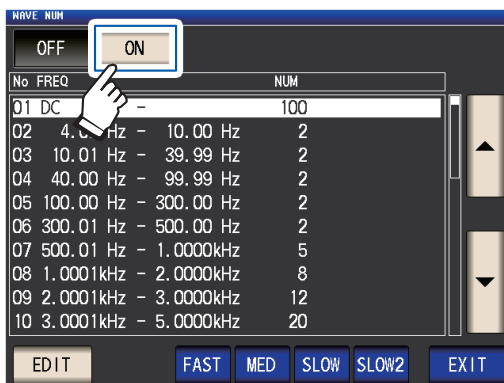 WAVE NUM
OFF ON
No FREQ NUM
01 DC - 100
02 Hz - 10.00 Hz 2
03 10.01 Hz - 39.99 Hz 2
04 40.00 Hz - 99.99 Hz 2
05 100.00 Hz - 300.00 Hz 2
06 300.01 Hz - 500.00 Hz 2
07 500.01 Hz - 1.0000kHz 5
08 1.0001kHz - 2.0000kHz 8
09 2.0001kHz - 3.0000kHz 12
10 3.0001kHz - 5.0000kHz 20
EDIT FAST MED SLOW SLOW2 EXIT